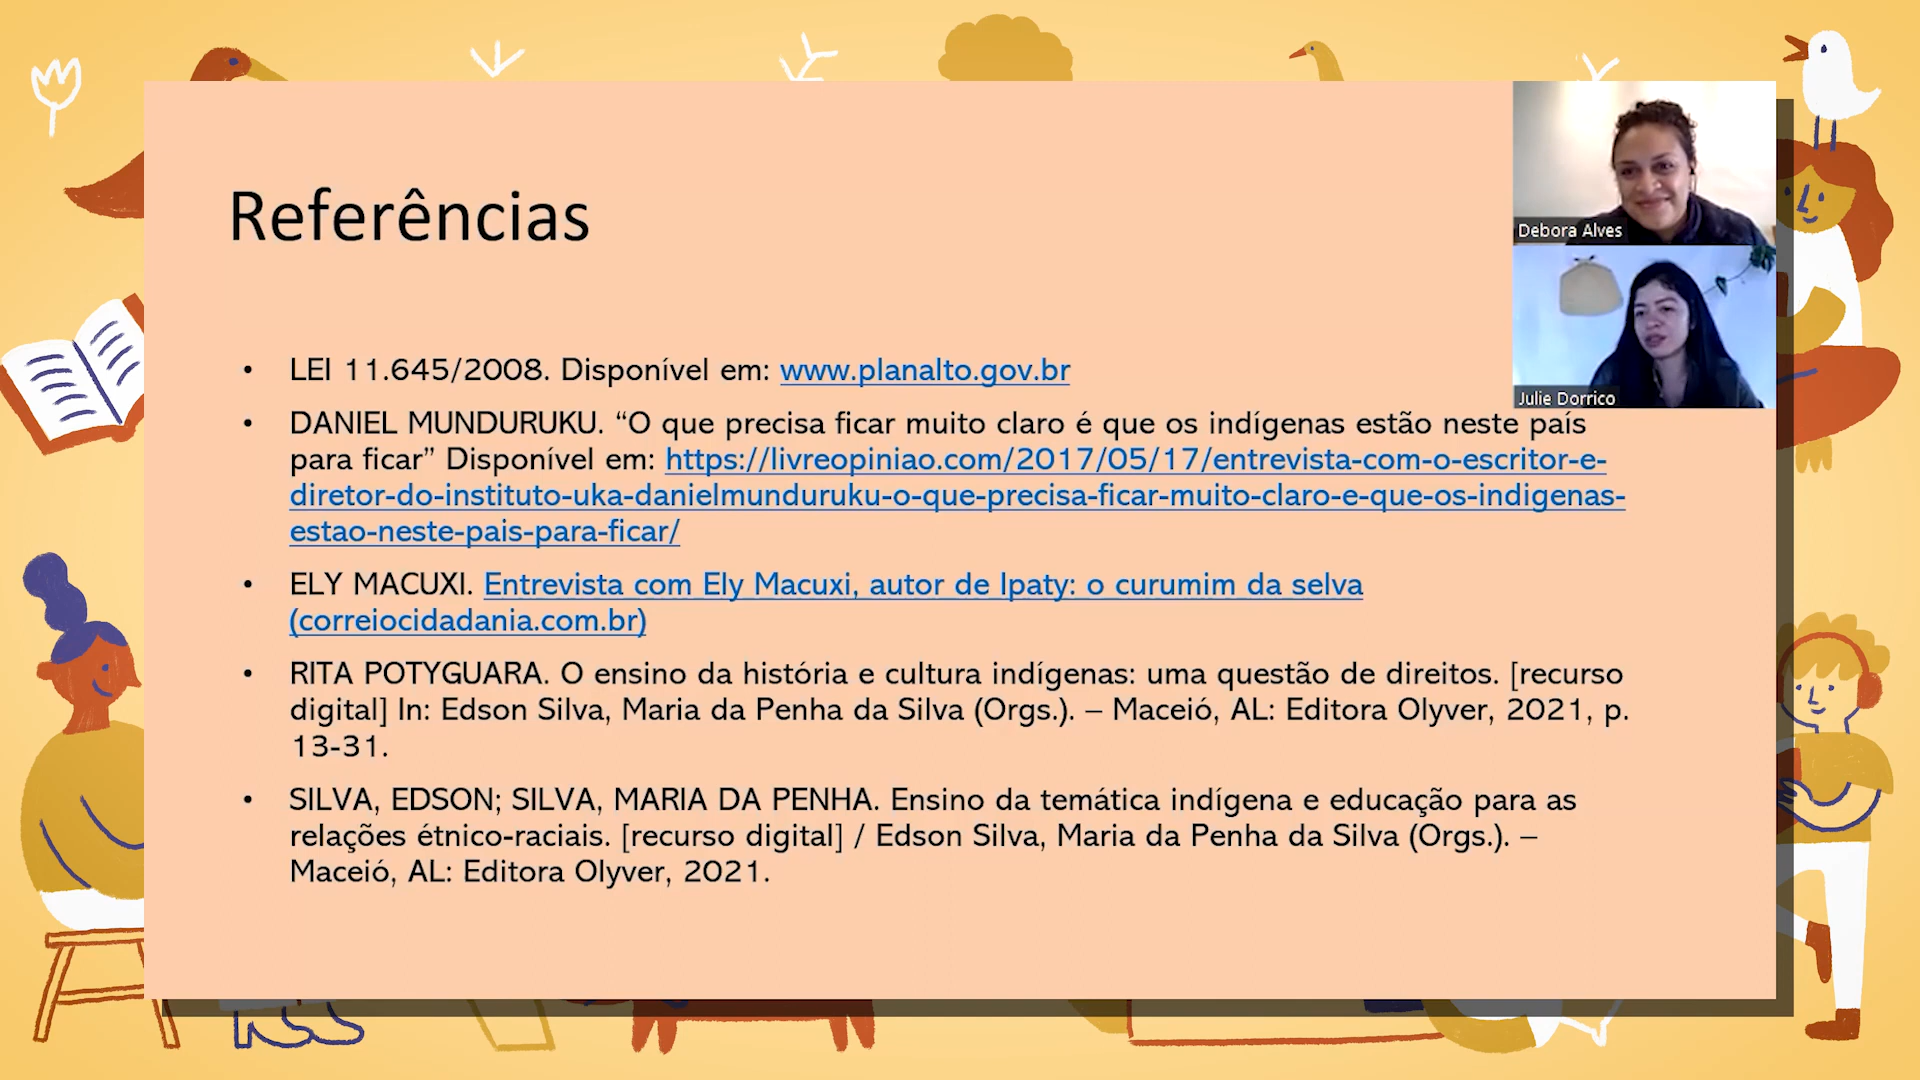 Referências
Debora Alves
Julie Dorrico
• LEI 11.645/2008. Disponível em: www.planalto.gov.br
• DANIEL MUNDURUKU. “O que precisa ficar muito claro é que os indígenas estão neste país
para ficar” Disponível em: https://livreopiniao.com/2017/05/17/entrevista-com-o-escritor-e-
diretor-do-instituto-uka-danielmunduruku-o-que-precisa-ficar-muito-claro-e-que-os-indigenas-
estao-neste-pais-para-ficar/
• ELY MACUXI. Entrevista com Ely Macuxi, autor de Ipaty: o curumim da selva
(correiocidadania.com.br)
• RITA POTYGUARA. O ensino da história e cultura indígenas: uma questão de direitos. [recurso
digital] In: Edson Silva, Maria da Penha da Silva (Orgs.). – Maceió, AL: Editora Olyver, 2021, p.
13-31.
• SILVA, EDSON; SILVA, MARIA DA PENHA. Ensino da temática indígena e educação para as
relações étnico-raciais. [recurso digital] / Edson Silva, Maria da Penha da Silva (Orgs.). –
Maceió, AL: Editora Olyver, 2021.